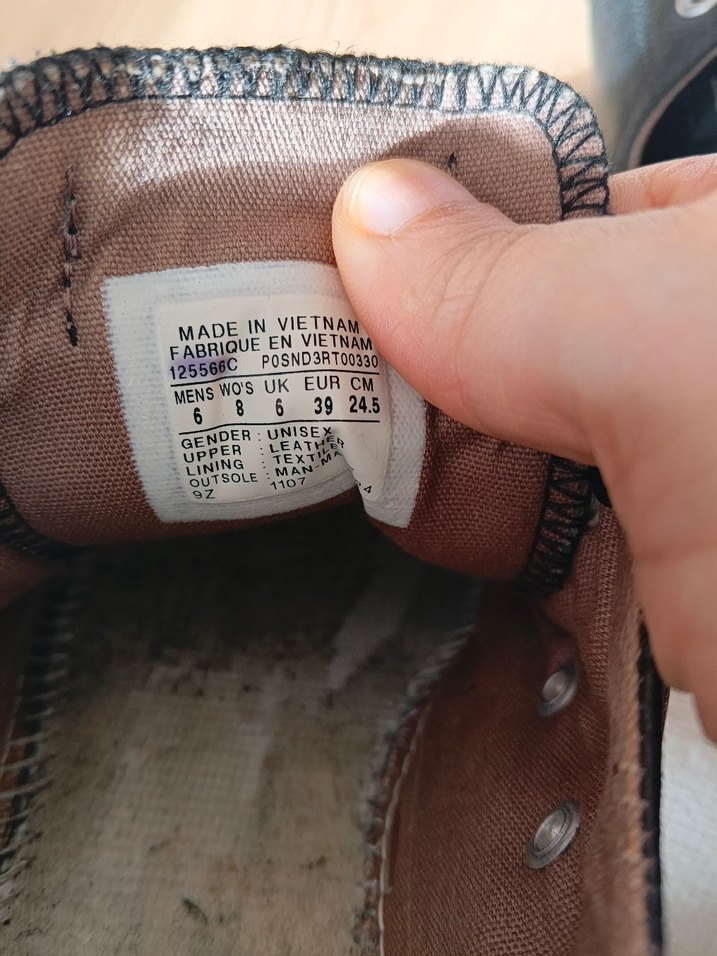 MADE IN VIETNAM
FABRIQUE EN VIETNAM
125566C POSND3RT00330
MENS WO'S UK EUR CM
6 8 6 39 24.5
GENDER : UNISEX
UPPER : LEATHER
LINING : TEXTILE
OUTSOLE : MAN-MA
9Z 1107